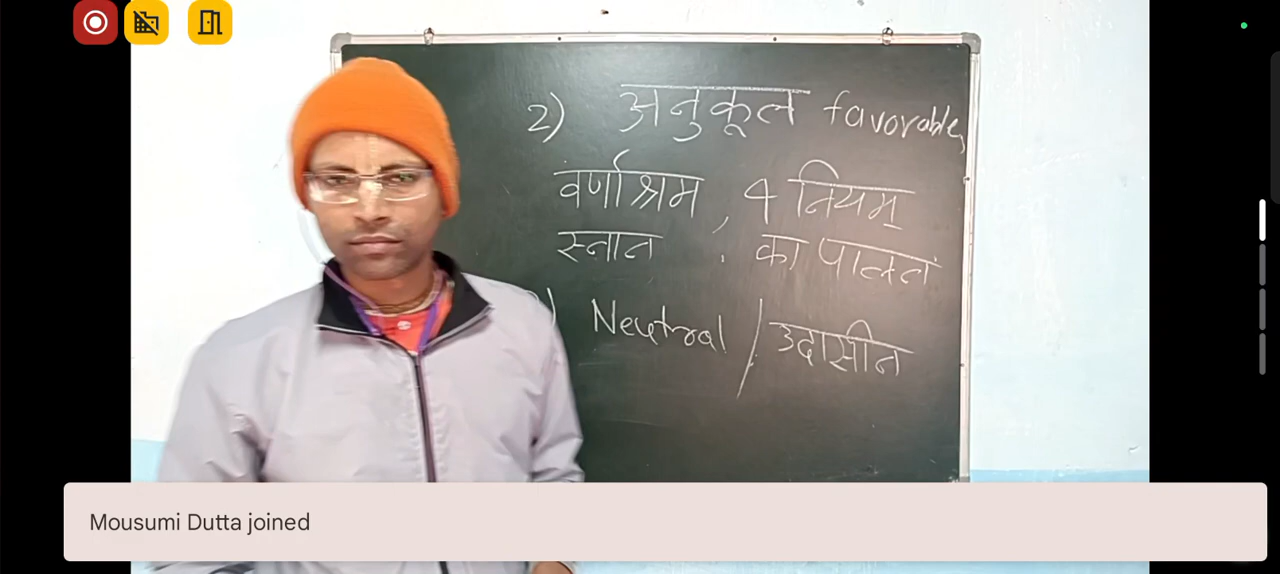 2) अनुकूल favorable,
वर्णाश्रम, 4 नियम्
स्नान , का पालन
) Neutral / उदासीन
Mousumi Dutta joined